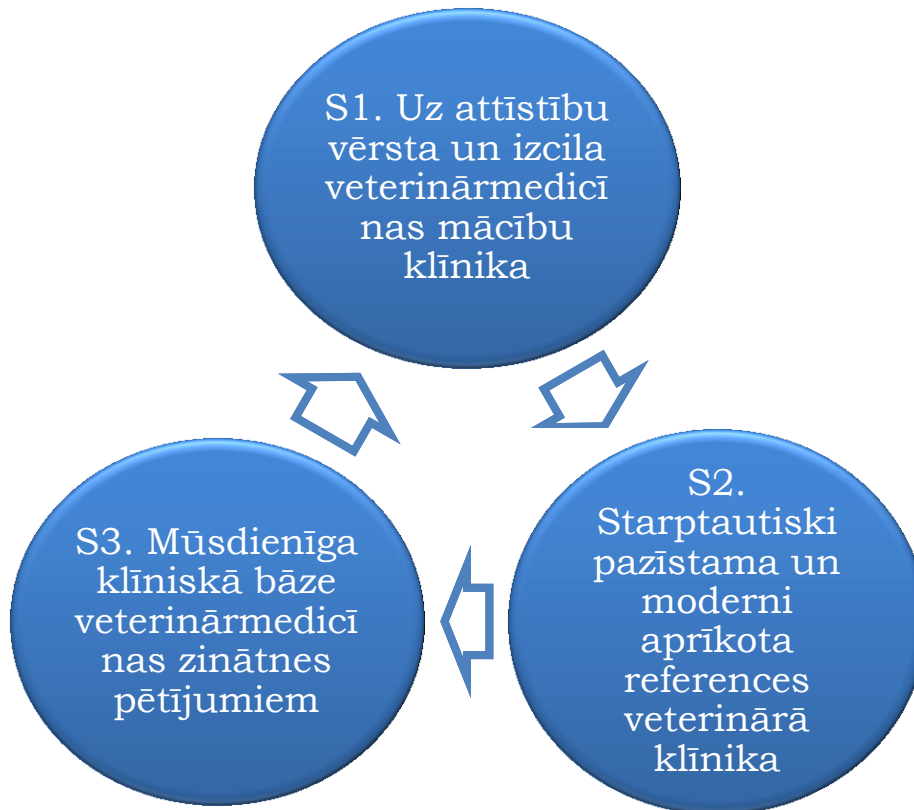 S1. Uz attīstību
vērsta un izcila
veterinārmedicī
nas mācību
klīnika
S2.
Starptautiski
pazīstama un
moderni
aprīkota
references
veterinārā
klīnika
S3. Mūsdienīga
klīniskā bāze
veterinārmedicī
nas zinātnes
pētījumiem